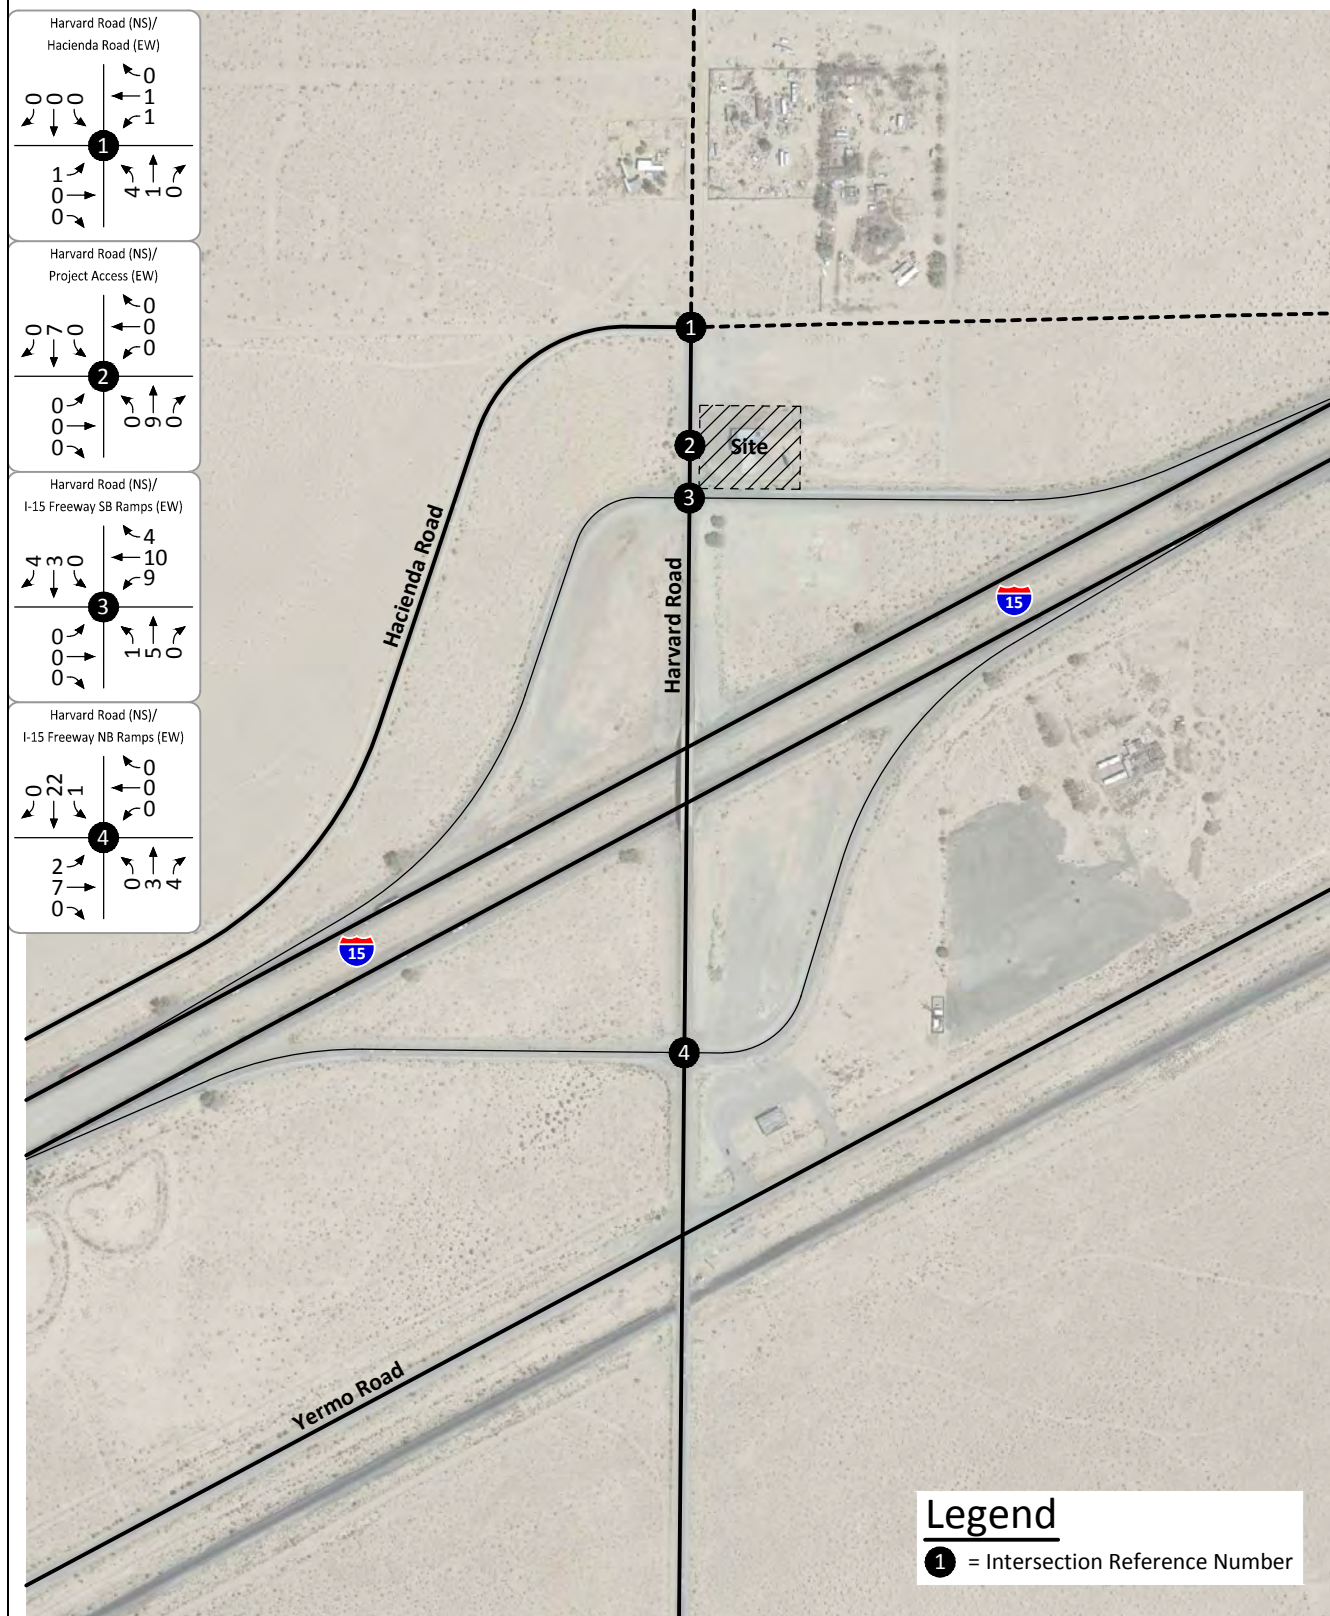 Harvard Road (NS)/
Hacienda Road (EW)
0 0 0
0
1
1
1
1
0
0
4 1 0
Harvard Road (NS)/
Project Access (EW)
0 7 0
0
0
0
2
0
0
0
0 9 0
Harvard Road (NS)/
I-15 Freeway SB Ramps (EW)
4 3 0
4
10
9
3
0
0
0
1 5 0
Harvard Road (NS)/
I-15 Freeway NB Ramps (EW)
0 22 1
0
0
0
4
2
7
0
0 3 4
1
2
Site
3
Hacienda Road
Harvard Road
15
15
4
Yermo Road
Legend
1 = Intersection Reference Number